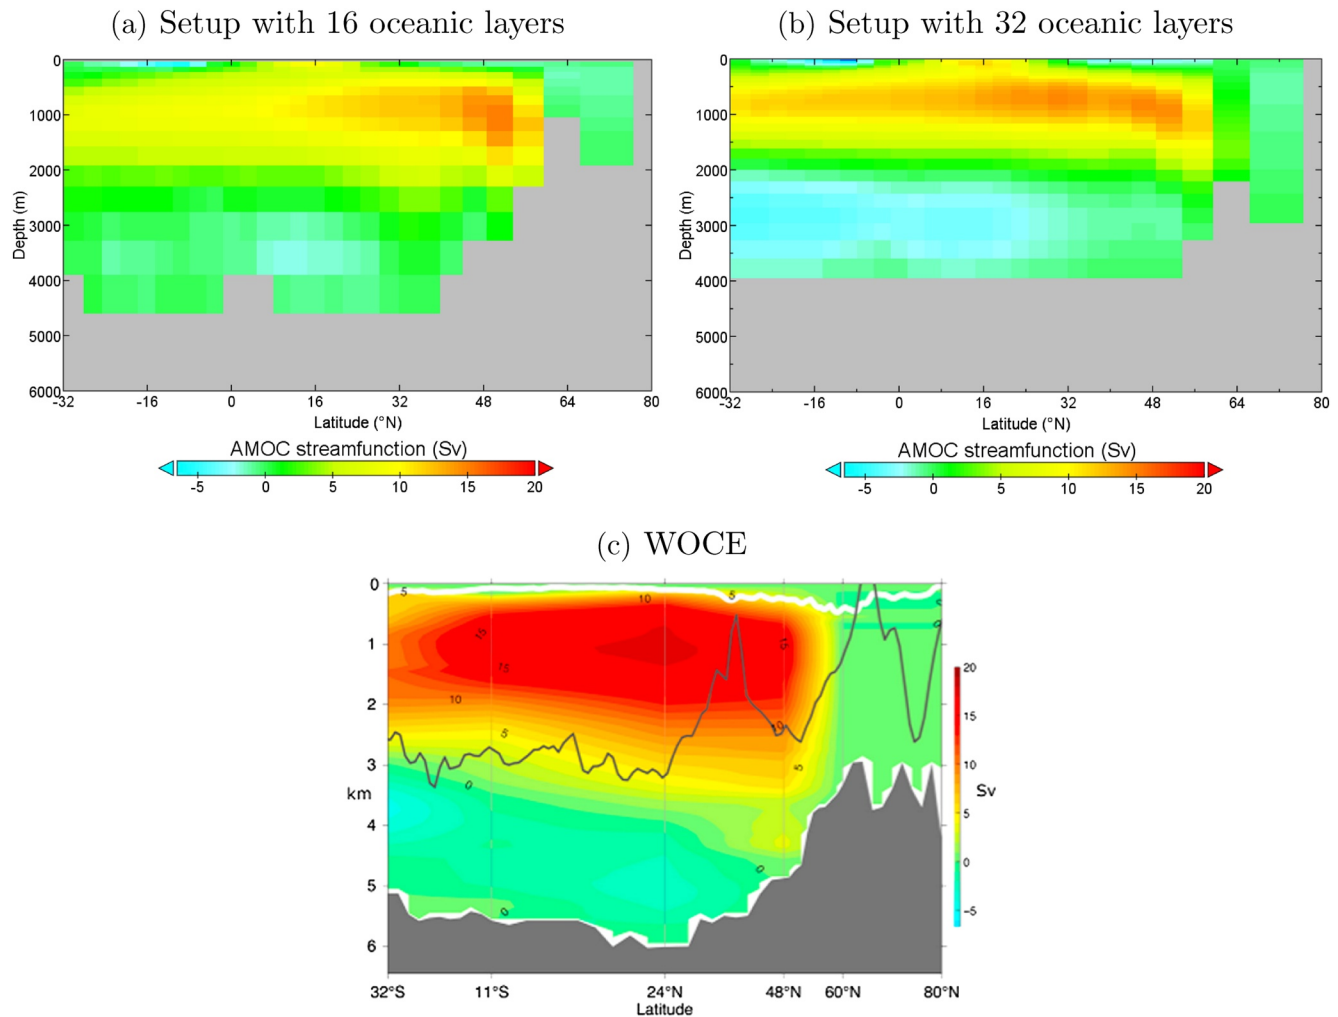 (a) Setup with 16 oceanic layers
(b) Setup with 32 oceanic layers
0
1000
2000
3000
4000
5000
6000
Depth (m)
-32 -16 0 16 32 48 64 80
Latitude (°N)
AMOC streamfunction (Sv)
-5 0 5 10 15 20
0
1000
2000
3000
4000
5000
6000
Depth (m)
-32 -16 0 16 32 48 64 80
Latitude (°N)
AMOC streamfunction (Sv)
-5 0 5 10 15 20
(c) WOCE
0
1
2
3
km
4
5
6
5 10 5 0
15
15
10 10
5 5
0 0
0 0
32°S 11°S 24°N 48°N 60°N 80°N
Latitude
20
15
10
Sv
5
0
−5